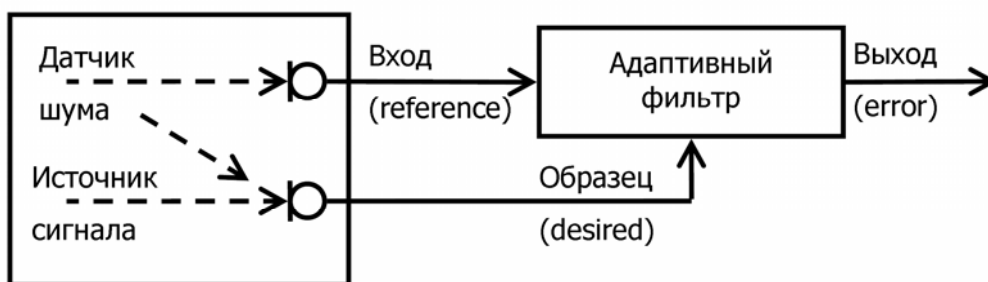 Датчик
шума
Источник
сигнала
Вход
(reference)
Адаптивный
фильтр
Выход
(error)
Образец
(desired)